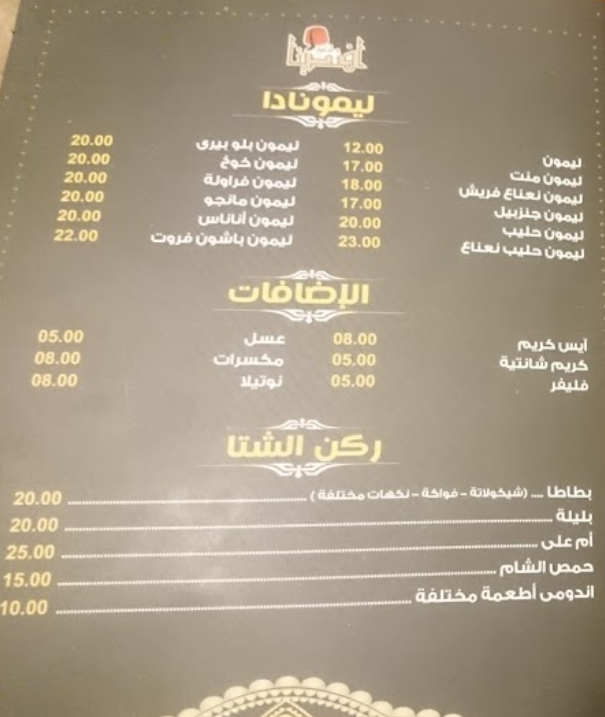 افندينا
ليمونادا
ليمون 12.00 ليمون بلو بيرى 20.00
ليمون منت 17.00 ليمون خوخ 20.00
ليمون نعناع فريش 18.00 ليمون فراولة 20.00
ليمون جنزبيل 17.00 ليمون مانجو 20.00
ليمون حليب 20.00 ليمون أناناس 20.00
ليمون حليب نعناع 23.00 ليمون باشون فروت 22.00
الإضافات
آيس كريم 08.00 عسل 05.00
كريم شانتية 05.00 مكسرات 08.00
فليفر 05.00 نوتيلا 08.00
ركن الشتا
بطاطا .... (شيكولاتة - فواكة - نكهات مختلفة) 20.00
بليلة 20.00
أم على 25.00
حمص الشام 15.00
اندومى أطعمة مختلفة 10.00